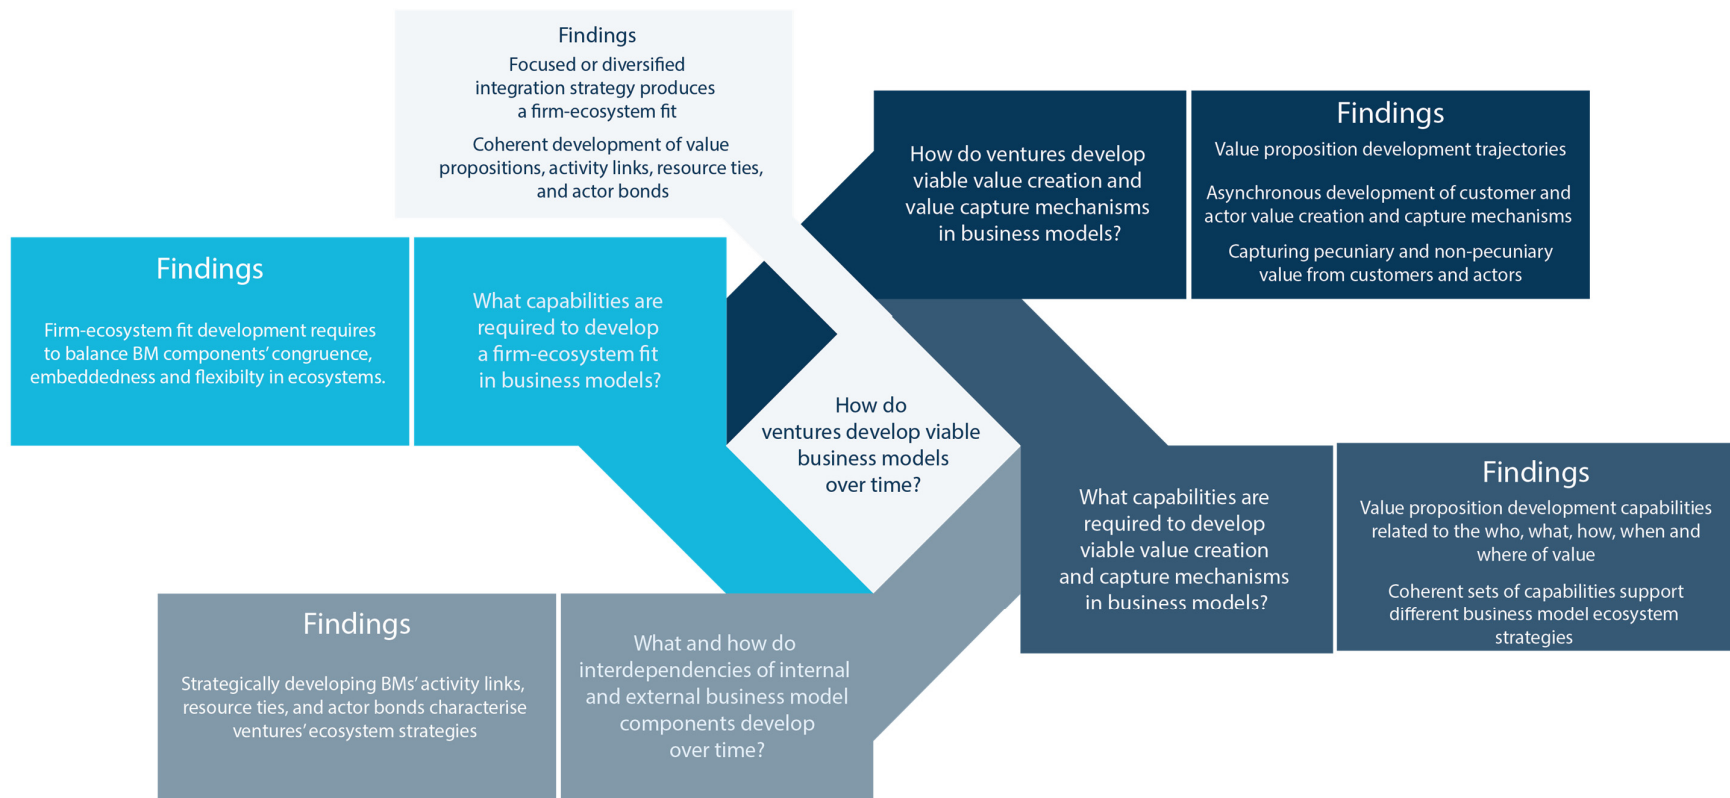 Findings
Focused or diversified
integration strategy produces
a firm-ecosystem fit
Coherent development of value
propositions, activity links, resource ties,
and actor bonds
How do ventures develop
viable value creation and
value capture mechanisms
in business models?
Findings
Value proposition development trajectories
Asynchronous development of customer and
actor value creation and capture mechanisms
Capturing pecuniary and non-pecuniary
value from customers and actors
Findings
Firm-ecosystem fit development requires
to balance BM components’ congruence,
embeddedness and flexibilty in ecosystems.
What capabilities are
required to develop
a firm-ecosystem fit
in business models?
How do
ventures develop viable
business models
over time?
What capabilities are
required to develop
viable value creation
and capture mechanisms
in business models?
Findings
Value proposition development capabilities
related to the who, what, how, when and
where of value
Coherent sets of capabilities support
different business model ecosystem
strategies
Findings
Strategically developing BMs’ activity links,
resource ties, and actor bonds characterise
ventures’ ecosystem strategies
What and how do
interdependencies of internal
and external business model
components develop
over time?